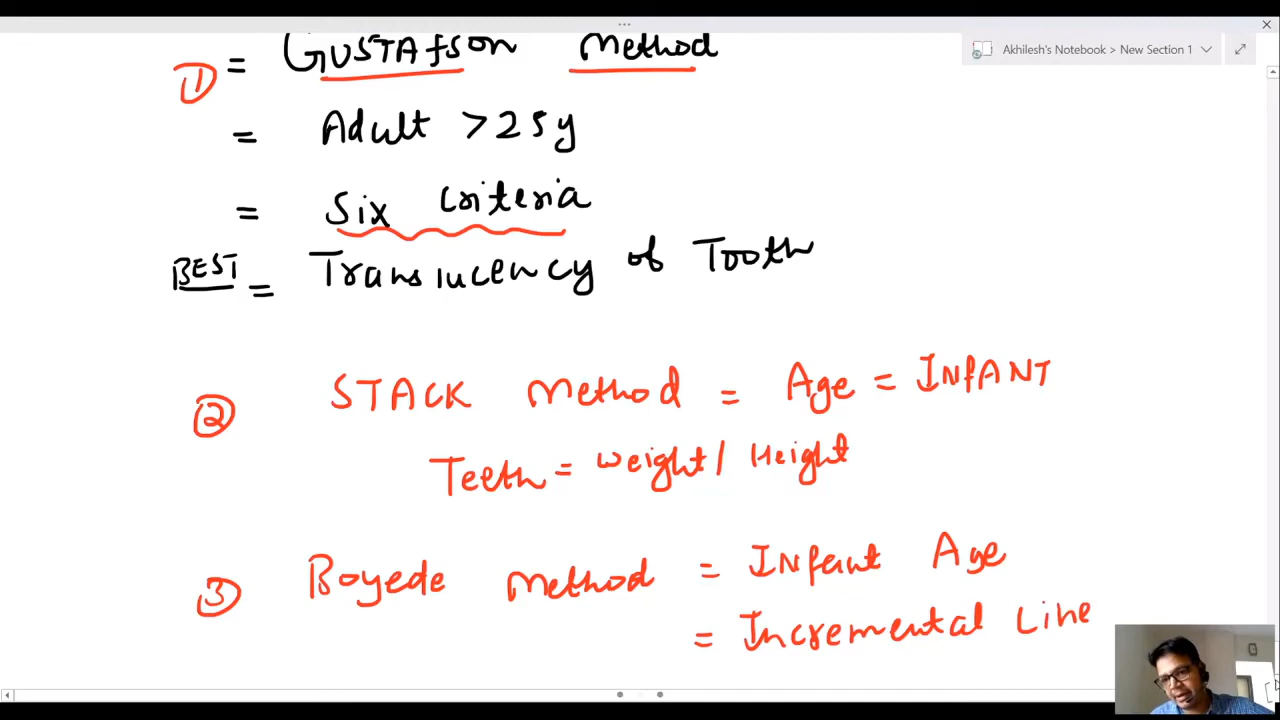 Akhilesh's Notebook > New Section 1
① = GUSTAfson Method
= Adult >25y
= Six criteria
BEST = Translucency of Tooth
② STACK Method = Age = INfANT
Teeth = Weight/ Height
③ Boyede Method = INfant Age
= Incremental Line